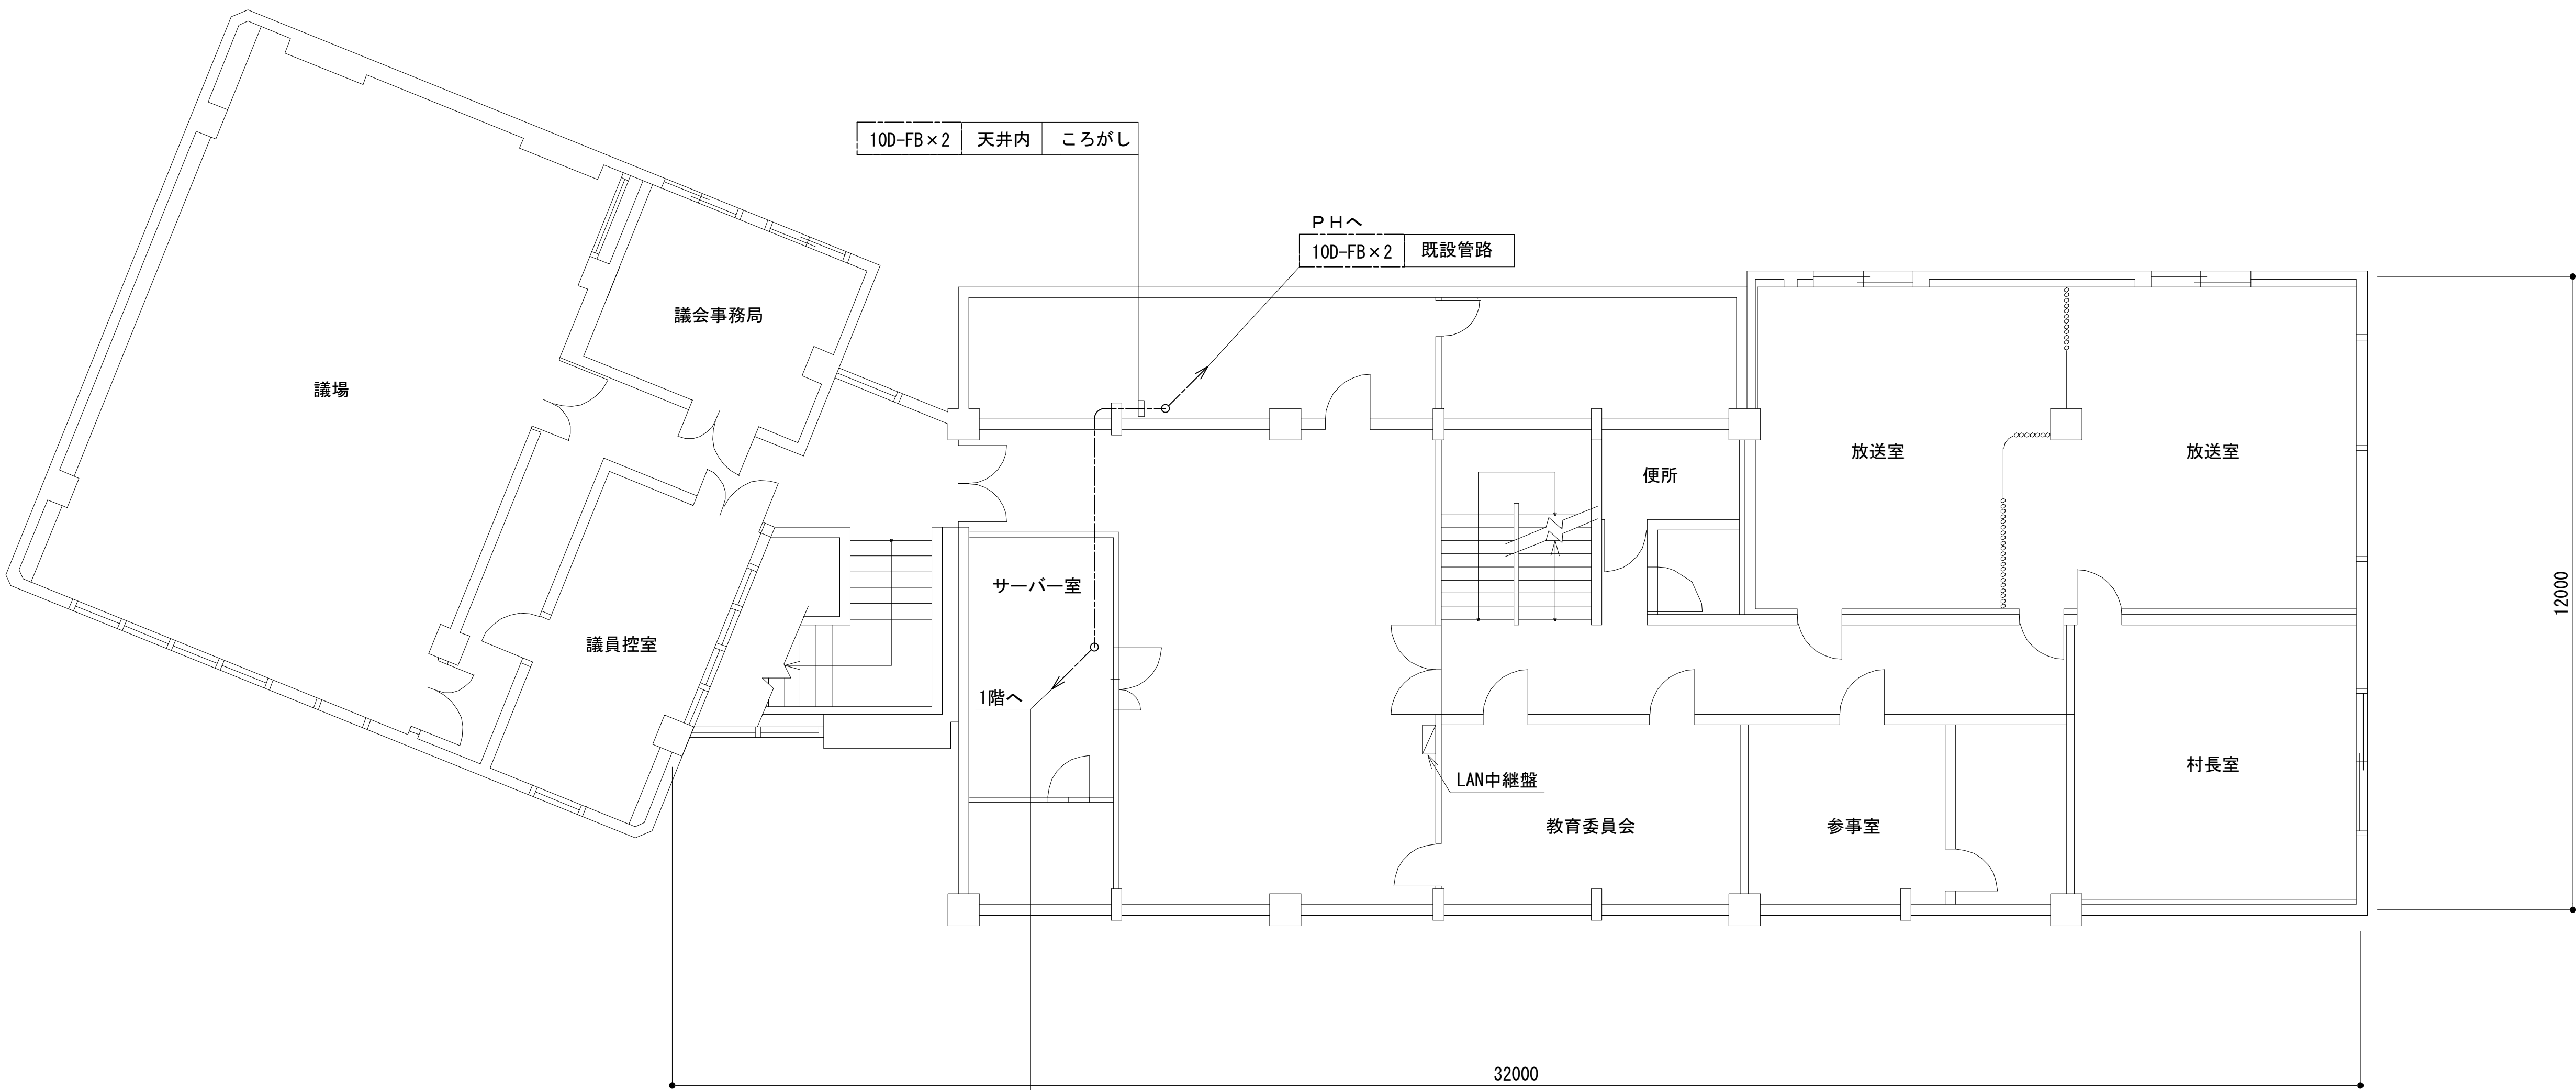 10D-FB×2 天井内 ころがし
PHへ
10D-FB×2 既設管路
議会事務局
議場
放送室
放送室
便所
サーバー室
12000
議員控室
1階へ
村長室
LAN中継盤
教育委員会
参事室
32000